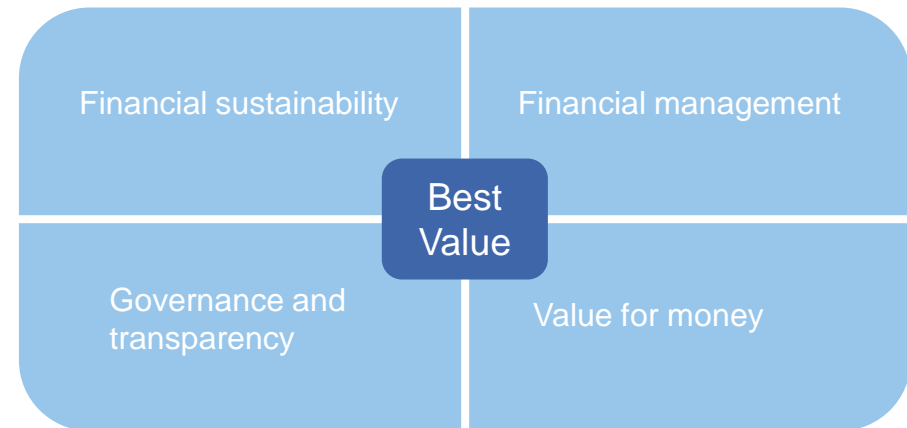 Financial sustainability
Financial management
Best
Value
Governance and
transparency
Value for money